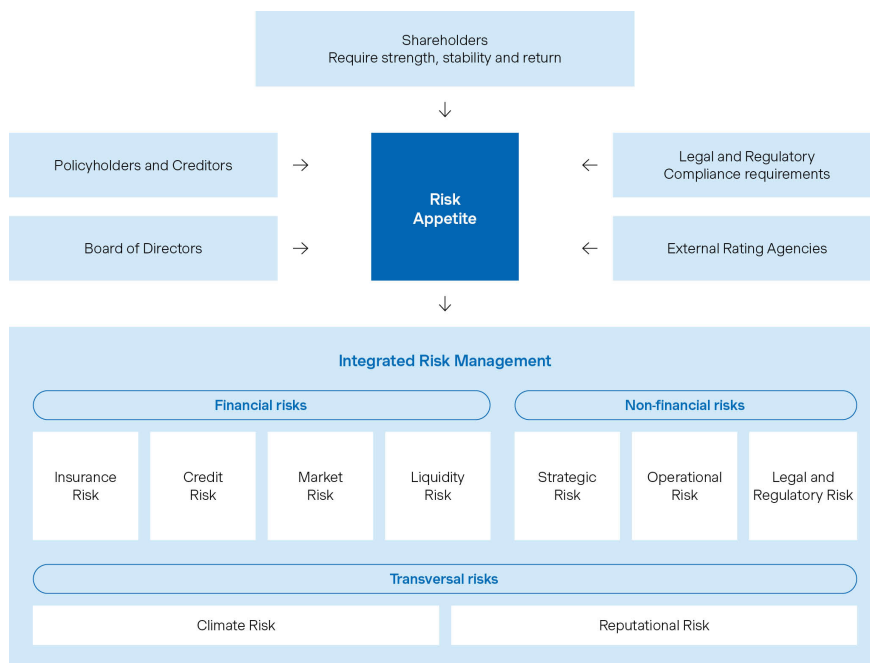 Shareholders
Require strength, stability and return
Policyholders and Creditors
Legal and Regulatory
Compliance requirements
Risk
Appetite
Board of Directors
External Rating Agencies
Integrated Risk Management
Financial risks
Non-financial risks
Insurance
Risk
Credit
Risk
Market
Risk
Liquidity
Risk
Strategic
Risk
Operational
Risk
Legal and
Regulatory Risk
Transversal risks
Climate Risk
Reputational Risk